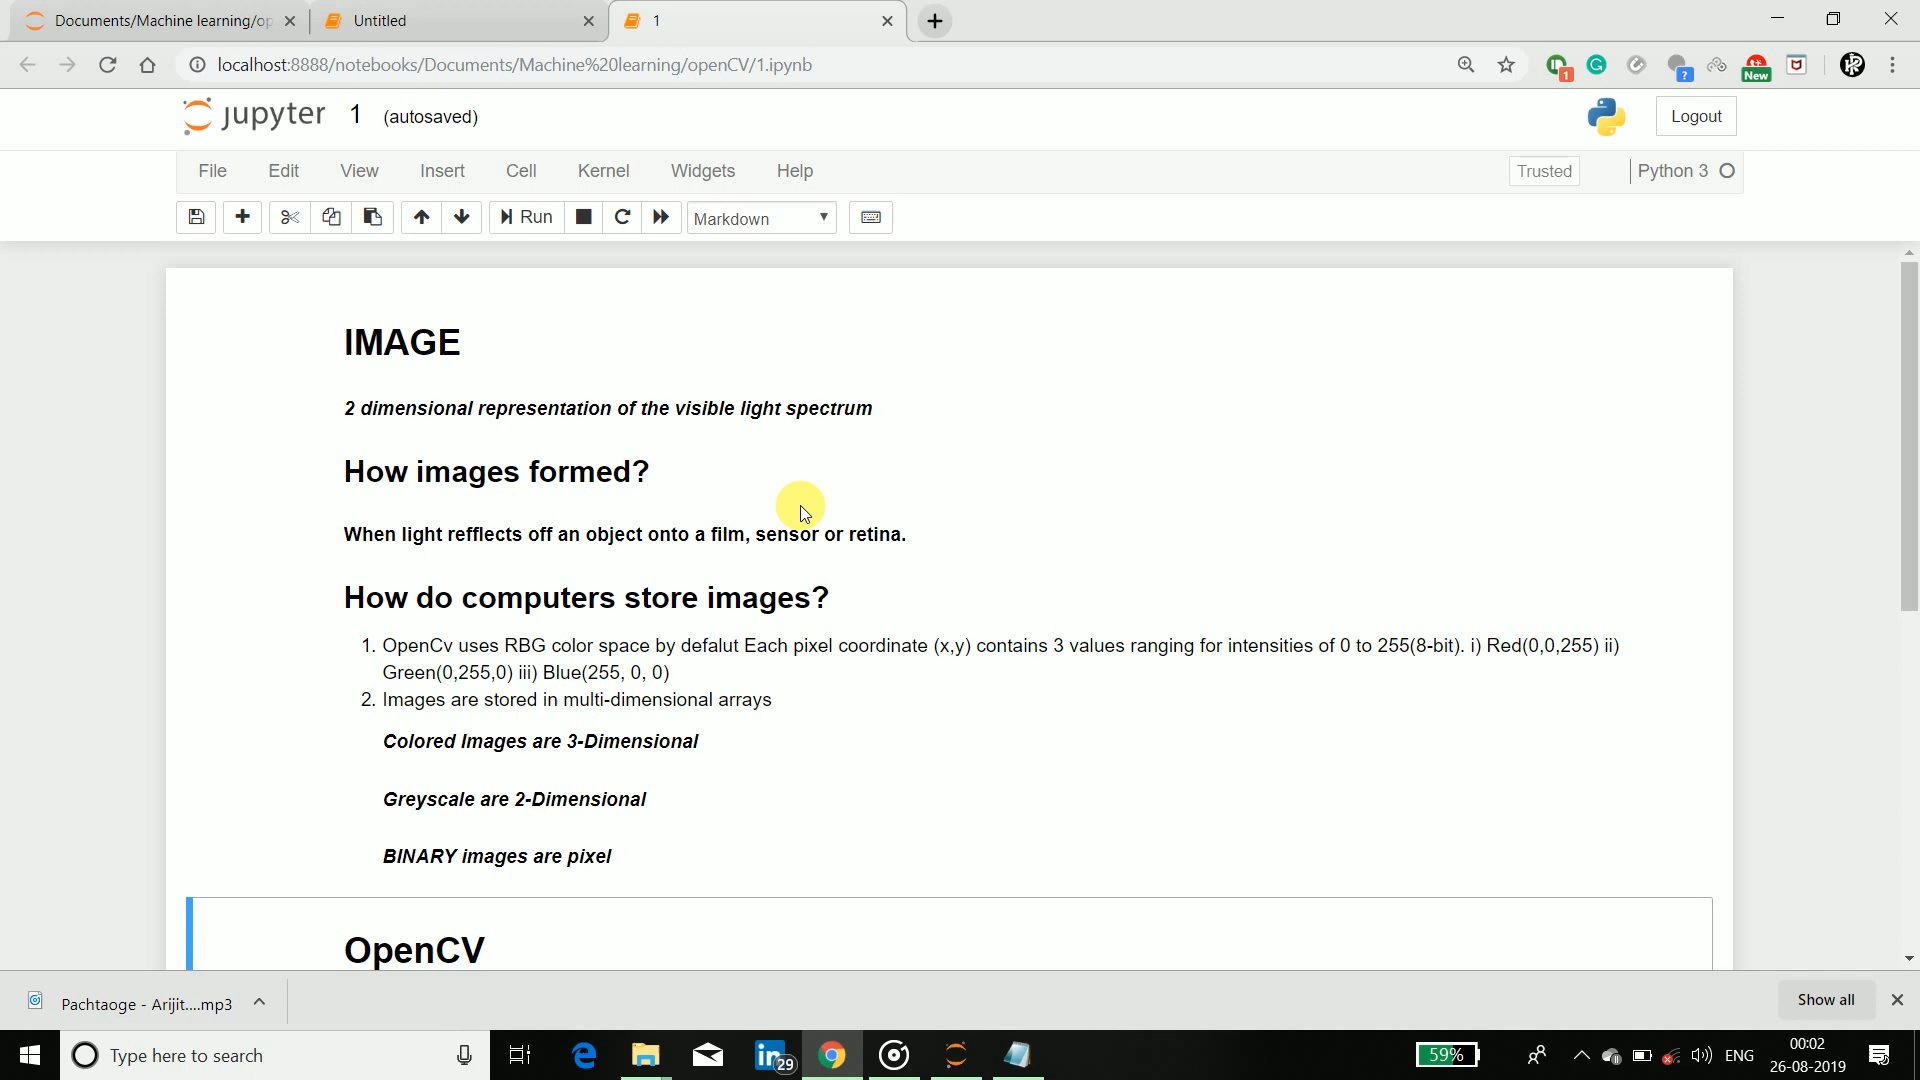 Documents/Machine learning/op
Untitled
1
localhost:8888/notebooks/Documents/Machine%20learning/openCV/1.ipynb
1
?
New
jupyter 1 (autosaved)
Logout
File Edit View Insert Cell Kernel Widgets Help
Trusted
Python 3
Run
Markdown
IMAGE
2 dimensional representation of the visible light spectrum
How images formed?
When light refflects off an object onto a film, sensor or retina.
How do computers store images?
1. OpenCv uses RBG color space by defalut Each pixel coordinate (x,y) contains 3 values ranging for intensities of 0 to 255(8-bit). i) Red(0,0,255) ii)
Green(0,255,0) iii) Blue(255, 0, 0)
2. Images are stored in multi-dimensional arrays
Colored Images are 3-Dimensional
Greyscale are 2-Dimensional
BINARY images are pixel
OpenCV
Pachtaoge - Arijit....mp3
Show all
Type here to search
29
59%
ENG
00:02
26-08-2019